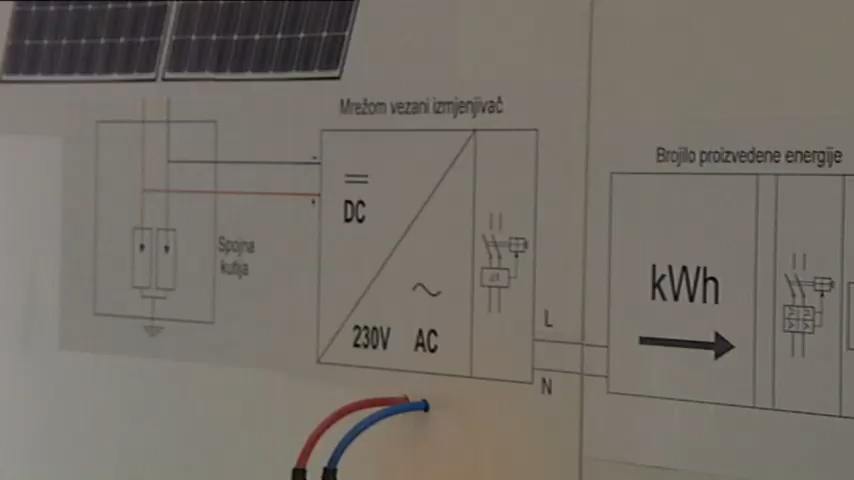 Mrežom vezani izmjenjivač
Brojilo proizvedene energije
-
+
DC
Spojna
kutija
kWh
230V AC
L
N